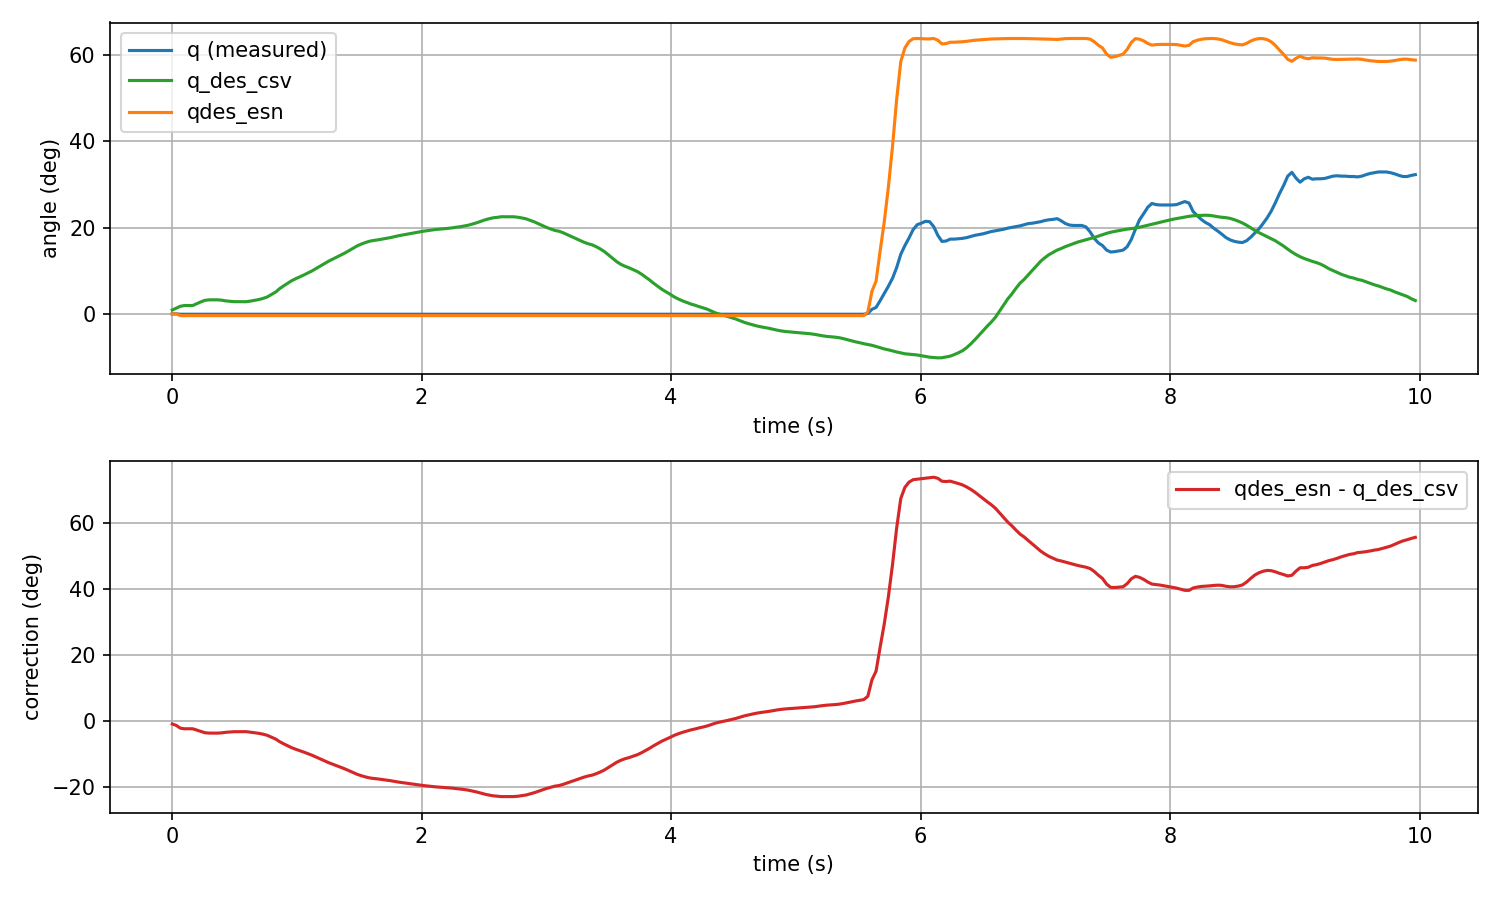 q (measured)
q_des_csv
qdes_esn
60
40
20
0
angle (deg)
0 2 4 6 8 10
time (s)
qdes_esn - q_des_csv
60
40
20
0
−20
correction (deg)
0 2 4 6 8 10
time (s)